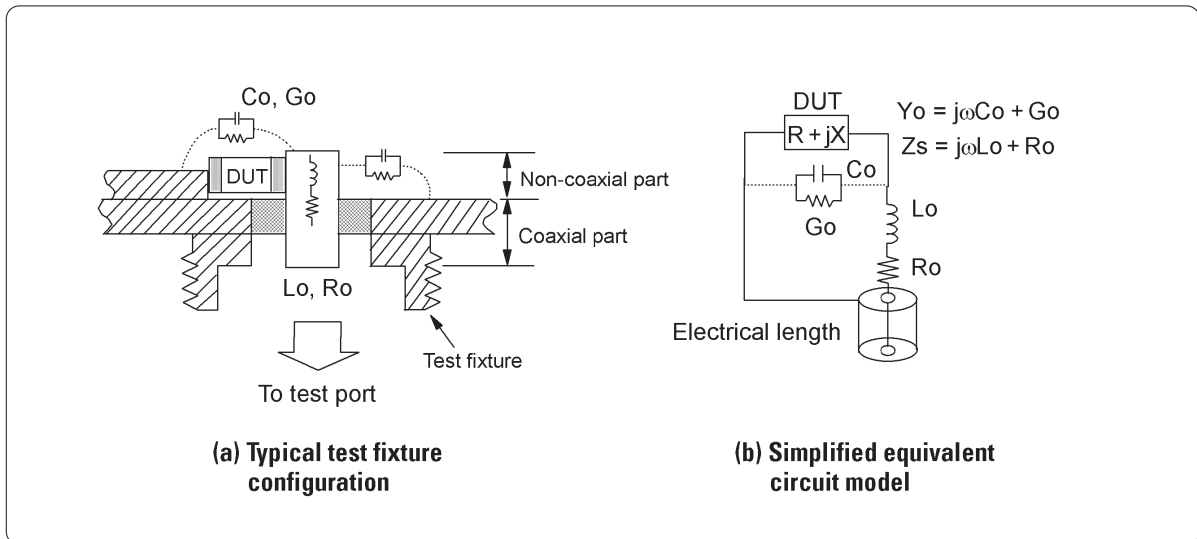 Co, Go
DUT
Non-coaxial part
Coaxial part
Lo, Ro
Test fixture
To test port
(a) Typical test fixture
configuration
DUT
R + jX
Yo = jωCo + Go
Zs = jωLo + Ro
Co
Go
Lo
Ro
Electrical length
(b) Simplified equivalent
circuit model